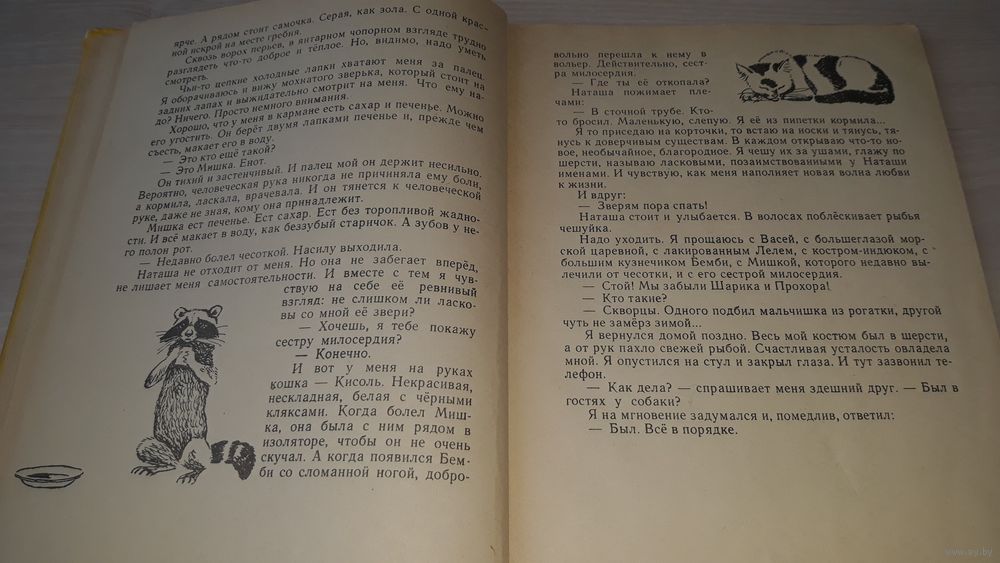 ярче. А рядом стоит самочка. Серая, как зола. С одной крас-
ной искрой на месте гребня.
Сквозь ворох перьев, в янтарном чопорном взгляде трудно
разглядеть что-то доброе и тёплое. Но, видимо, надо уметь
смотреть.
Чьи-то цепкие холодные лапки хватают меня за палец.
Я оборачиваюсь и вижу мохнатого зверька, который стоит на
задних лапах и выжидательно смотрит на меня. Что ему на-
до? Ничего. Просто немного внимания.
Хорошо, что у меня в кармане есть сахар и печенье. Можно
его угостить. Он берёт двумя лапками печенье и, прежде чем
съесть, макает его в воду.
— Это кто ещё такой?
— Это Мишка. Енот.
Он тихий и застенчивый. И палец мой он держит несильно.
Вероятно, человеческая рука никогда не причиняла ему боли,
а кормила, ласкала, врачевала. И он тянется к человеческой
руке, даже не зная, кому она принадлежит.
Мишка ест печенье. Ест сахар. Ест без торопливой жадно-
сти. И всё макает в воду, как беззубый старичок. А зубов у не-
го полон рот.
— Недавно болел чесоткой. Насилу выходила.
Наташа не отходит от меня. Но она не забегает вперёд,
не лишает меня самостоятельности. И вместе с тем я чув-
ствую на себе её ревнивый
взгляд: не слишком ли ласко-
вы со мной её звери?
— Хочешь, я тебе покажу
сестру милосердия?
— Конечно.
И вот у меня на руках
кошка — Кисоль. Некрасивая,
нескладная, белая с чёрными
кляксами. Когда болел Миш-
ка, она была с ним рядом в
изоляторе, чтобы он не очень
скучал. А когда появился Бем-
би со сломанной ногой, добро-
вольно перешла к нему в
вольер. Действительно, сест-
ра милосердия.
— Где ты её откопала?
Наташа пожимает пле-
чами:
— В сточной трубе. Кто-
то бросил. Маленькую, слепую. Я её из пипетки кормила...
Я то приседаю на корточки, то встаю на носки и тянусь, тя-
нусь к доверчивым существам. В каждом открываю что-то но-
вое, необычайное, благородное. Я чешу их за ушами, глажу по
шерсти, называю ласковыми, позаимствованными у Наташи
именами. И чувствую, как меня наполняет новая волна любви
к жизни.
И вдруг:
— Зверям пора спать!
Наташа стоит и улыбается. В волосах поблёскивает рыбья
чешуйка.
Надо уходить. Я прощаюсь с Васей, с большеглазой мор-
ской царевной, с лакированным Лелем, с костром-индюком, с
большим кузнечиком Бемби, с Мишкой, которого недавно вы-
лечили от чесотки, и с его сестрой милосердия.
— Стой! Мы забыли Шарика и Прохора!
— Кто такие?
— Скворцы. Одного подбил мальчишка из рогатки, другой
чуть не замёрз зимой...
Я вернулся домой поздно. Весь мой костюм был в шерсти,
а от рук пахло свежей рыбой. Счастливая усталость овладела
мной. Я опустился на стул и закрыл глаза. И тут зазвонил те-
лефон.
— Как дела? — спрашивает меня здешний друг. — Был в
гостях у собаки?
Я на мгновение задумался и, помедлив, ответил:
— Был. Всё в порядке.
www.ay.by